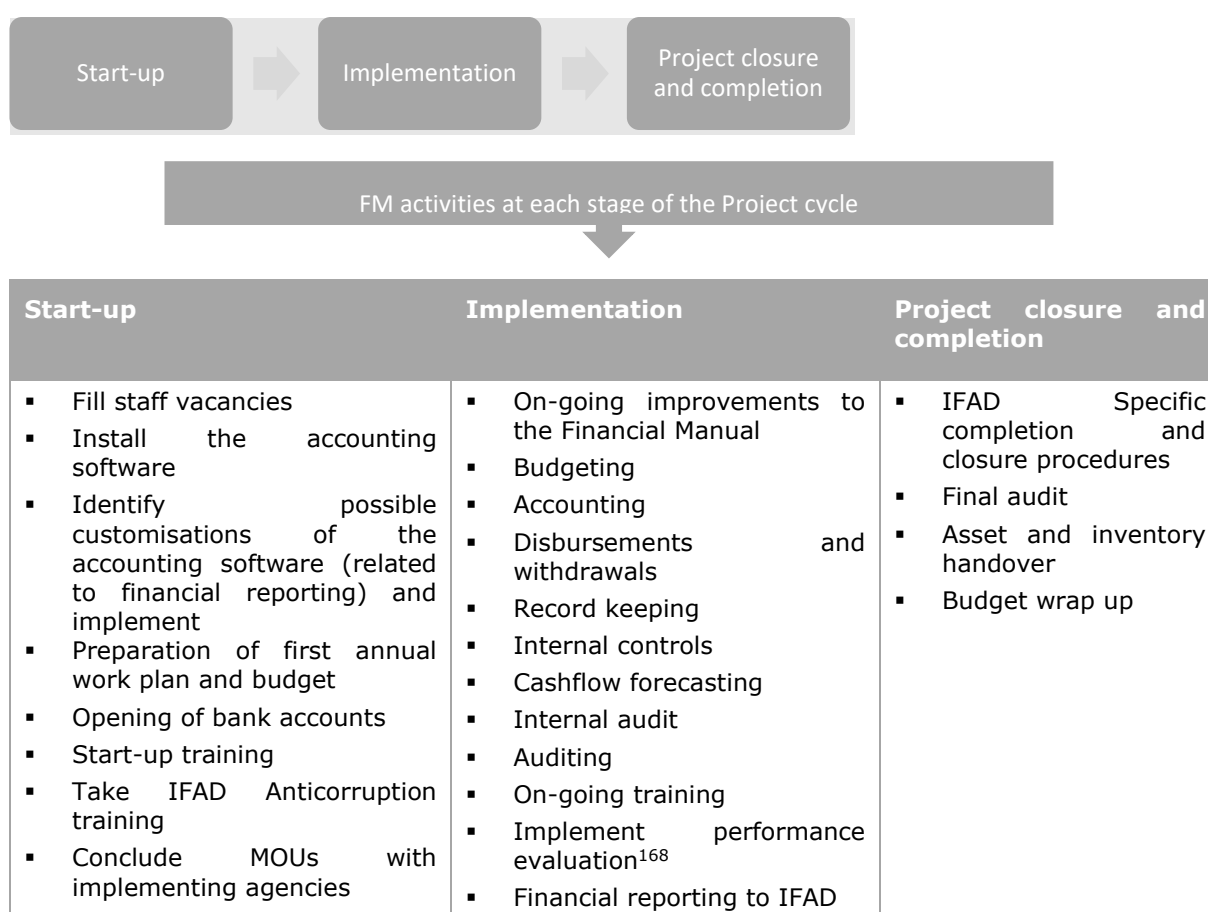 Start-up
Implementation
Project closure
and completion
FM activities at each stage of the Project cycle
Start-up
Implementation
Project closure and
completion
▪ Fill staff vacancies
▪ Install the accounting
software
▪ Identify possible
customisations of the
accounting software (related
to financial reporting) and
implement
▪ Preparation of first annual
work plan and budget
▪ Opening of bank accounts
▪ Start-up training
▪ Take IFAD Anticorruption
training
▪ Conclude MOUs with
implementing agencies
▪ On-going improvements to
the Financial Manual
▪ Budgeting
▪ Accounting
▪ Disbursements and
withdrawals
▪ Record keeping
▪ Internal controls
▪ Cashflow forecasting
▪ Internal audit
▪ Auditing
▪ On-going training
▪ Implement performance
evaluation¹⁶⁸
▪ Financial reporting to IFAD
▪ IFAD Specific
completion and
closure procedures
▪ Final audit
▪ Asset and inventory
handover
▪ Budget wrap up